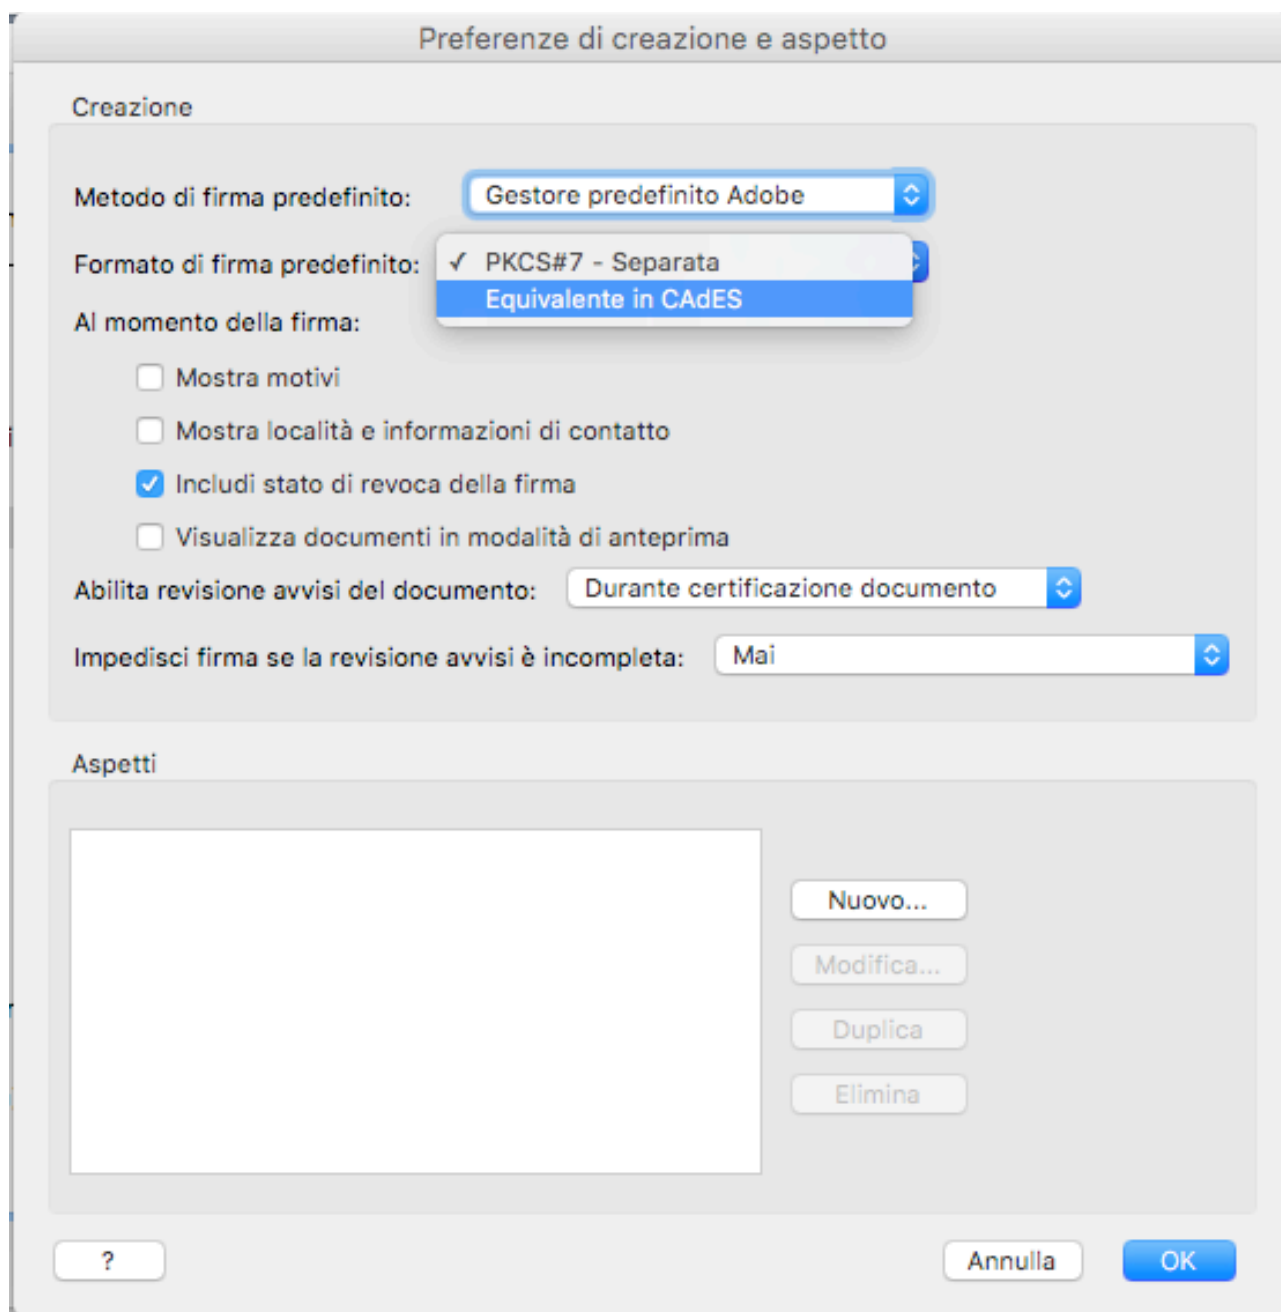 Preferenze di creazione e aspetto
Creazione
Metodo di firma predefinito: Gestore predefinito Adobe
Formato di firma predefinito: ✓ PKCS#7 - Separata
Equivalente in CAdES
Al momento della firma:
Mostra motivi
Mostra località e informazioni di contatto
Includi stato di revoca della firma
Visualizza documenti in modalità di anteprima
Abilita revisione avvisi del documento: Durante certificazione documento
Impedisci firma se la revisione avvisi è incompleta: Mai
Aspetti
Nuovo...
Modifica...
Duplica
Elimina
? Annulla OK